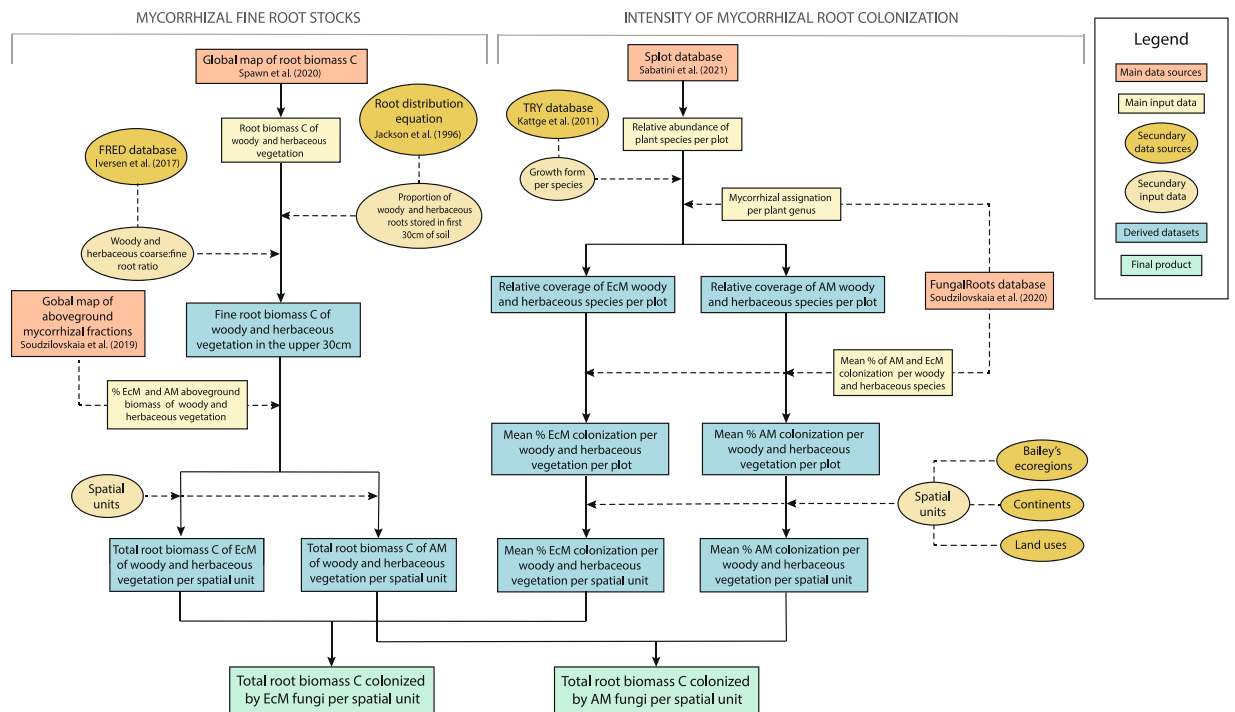 MYCORRHIZAL FINE ROOT STOCKS
Global map of root biomass C
Spawn et al. (2020)
Root distribution
equation
Jackson et al. (1996)
FRED database
Iversen et al. (2017)
Root biomass C of
woody and herbaceous
vegetation
Proportion of
woody and herbaceous
roots stored in first
30cm of soil
Woody and
herbaceous coarse:fine
root ratio
Gobal map of
aboveground
mycorrhizal fractions
Soudzilovskaia et al. (2019)
Fine root biomass C of
woody and herbaceous
vegetation in the upper 30cm
% EcM and AM aboveground
biomass of woody and
herbaceous vegetation
Spatial
units
Total root biomass C of EcM
of woody and herbaceous
vegetation per spatial unit
Total root biomass C of AM
of woody and herbaceous
vegetation per spatial unit
INTENSITY OF MYCORRHIZAL ROOT COLONIZATION
Splot database
Sabatini et al. (2021)
TRY database
Kattge et al. (2011)
Relative abundance of
plant species per plot
Growth form
per species
Mycorrhizal assignation
per plant genus
Relative coverage of EcM woody
and herbaceous species per plot
Relative coverage of AM woody
and herbaceous species per plot
FungalRoots database
Soudzilovskaia et al. (2020)
Mean % of AM and EcM
colonization per woody
and herbaceous species
Mean % EcM colonization per
woody and herbaceous
vegetation per plot
Mean % AM colonization per
woody and herbaceous
vegetation per plot
Bailey's
ecoregions
Spatial
units
Continents
Land uses
Mean % EcM colonization per
woody and herbaceous
vegetation per spatial unit
Mean % AM colonization per
woody and herbaceous
vegetation per spatial unit
Total root biomass C colonized
by EcM fungi per spatial unit
Total root biomass C colonized
by AM fungi per spatial unit
Legend
Main data sources
Main input data
Secundary
data sources
Secondary
input data
Derived datasets
Final product